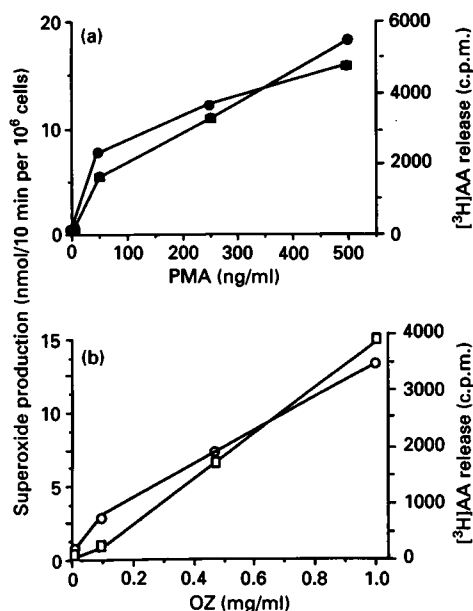 (a)
20
15
10
5
0
6000
4000
2000
0
0 100 200 300 400 500
PMA (ng/ml)
Superoxide production (nmol/10 min per 10⁶ cells)
[³H]AA release (c.p.m.)
(b)
15
10
5
0
4000
3000
2000
1000
0
0 0.2 0.4 0.6 0.8 1.0
OZ (mg/ml)
[³H]AA release (c.p.m.)